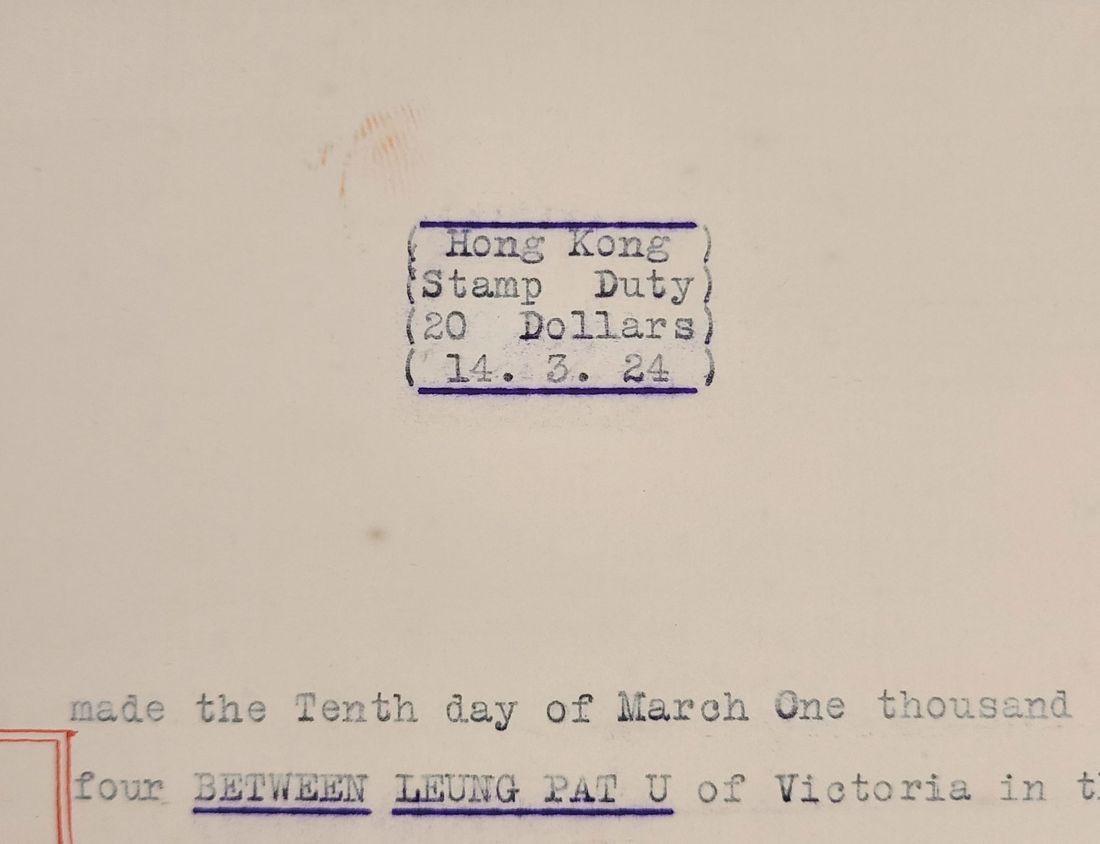 ( Hong Kong )
(Stamp Duty)
(20 Dollars)
( 14. 3. 24 )
made the Tenth day of March One thousand
four BETWEEN LEUNG PAT U of Victoria in th